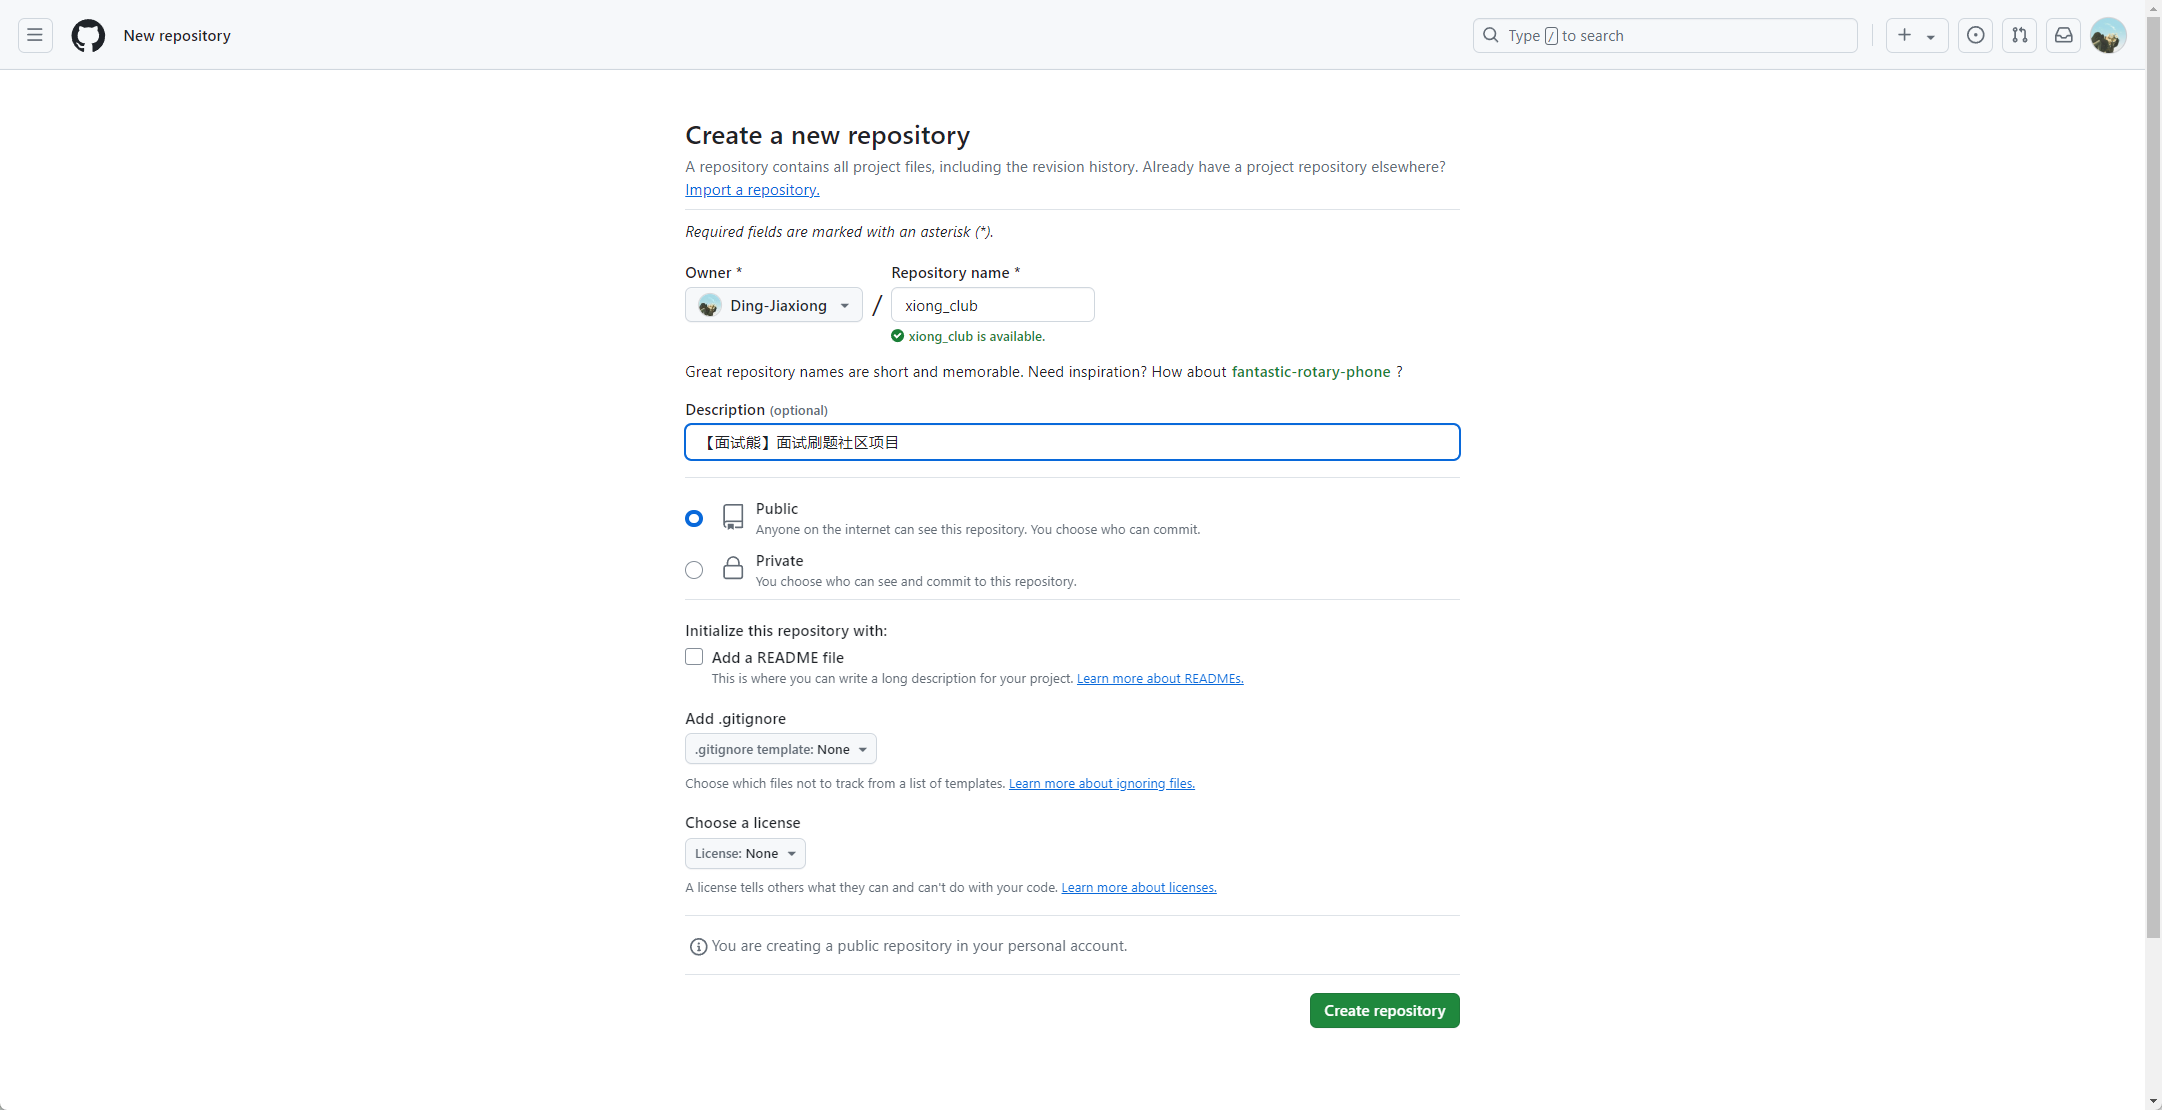 New repository
Type / to search
Create a new repository
A repository contains all project files, including the revision history. Already have a project repository elsewhere?
Import a repository.
Required fields are marked with an asterisk (*).
Owner *
Repository name *
Ding-Jiaxiong
/
xiong_club
xiong_club is available.
Great repository names are short and memorable. Need inspiration? How about fantastic-rotary-phone ?
Description (optional)
【面试熊】面试刷题社区项目
Public
Anyone on the internet can see this repository. You choose who can commit.
Private
You choose who can see and commit to this repository.
Initialize this repository with:
Add a README file
This is where you can write a long description for your project. Learn more about READMEs.
Add .gitignore
.gitignore template: None
Choose which files not to track from a list of templates. Learn more about ignoring files.
Choose a license
License: None
A license tells others what they can and can't do with your code. Learn more about licenses.
You are creating a public repository in your personal account.
Create repository